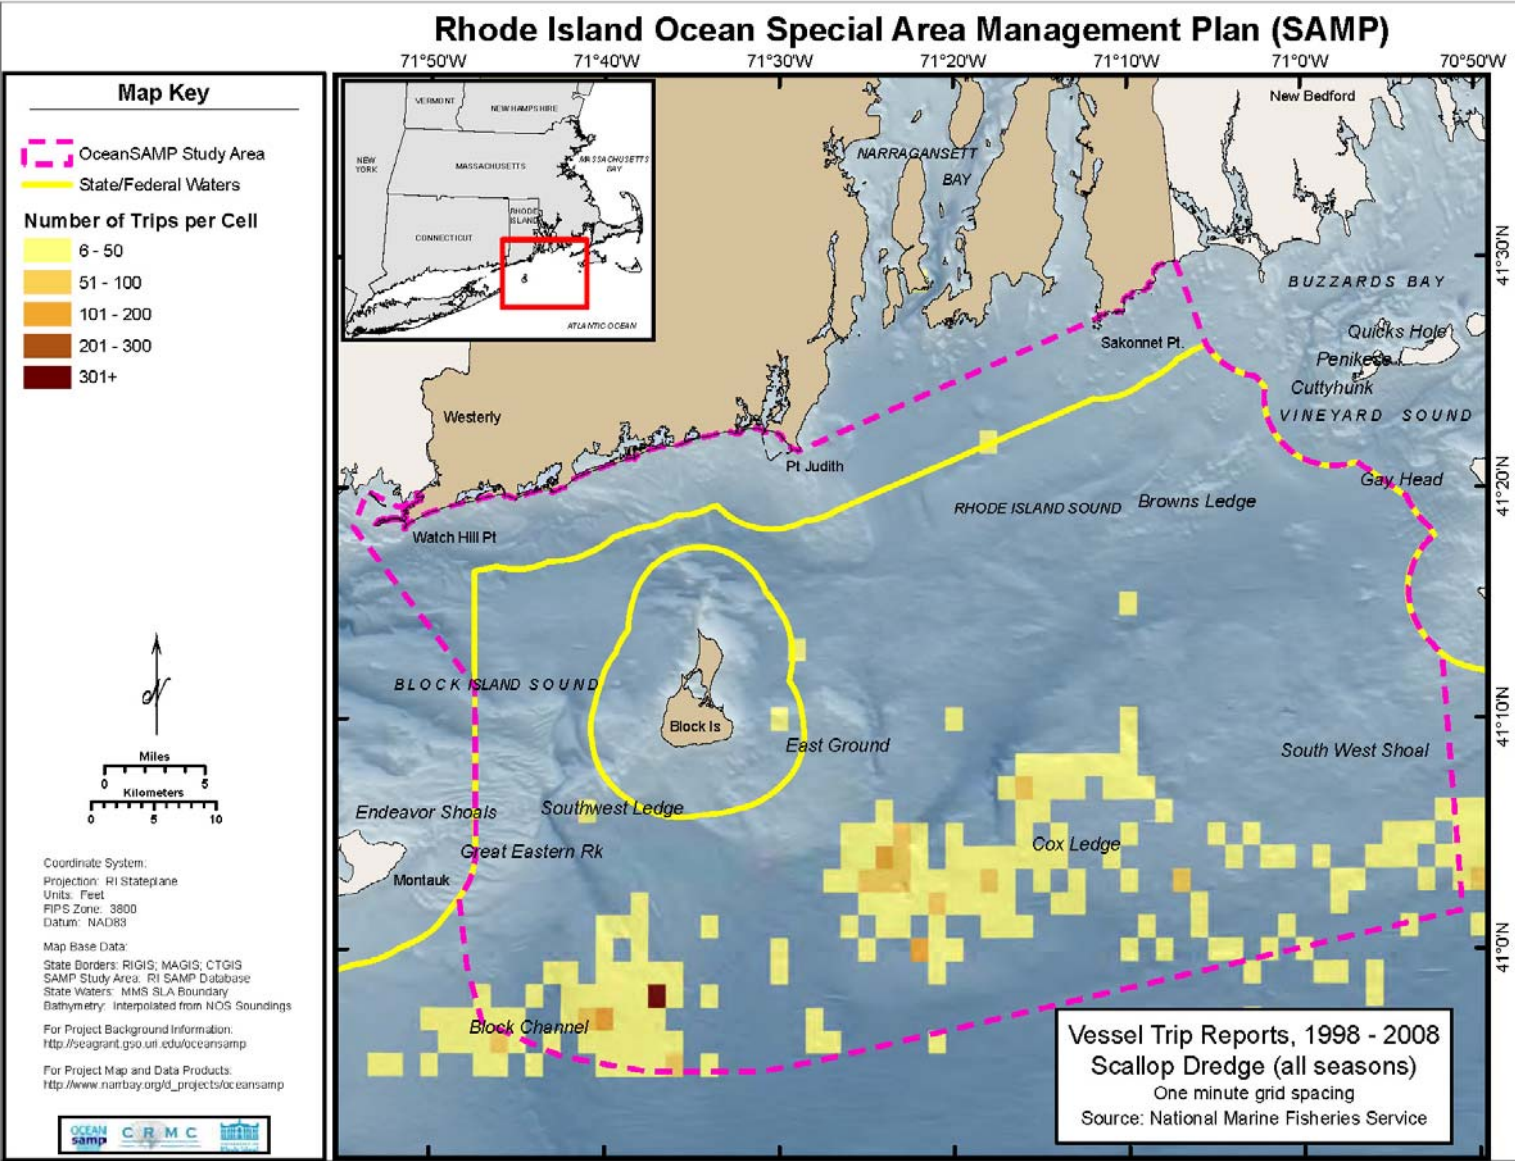 Rhode Island Ocean Special Area Management Plan (SAMP)
71°50'W 71°40'W 71°30'W 71°20'W 71°10'W 71°0'W 70°50'W
Map Key
OceanSAMP Study Area
State/Federal Waters
Number of Trips per Cell
6 - 50
51 - 100
101 - 200
201 - 300
301+
Miles
0 5
Kilometers
0 5 10
Coordinate System:
Projection: RI Stateplane
Units: Feet
FIPS Zone: 3800
Datum: NAD83
Map Base Data:
State Borders: RIGIS; MAGIS; CTGIS
SAMP Study Area: RI SAMP Database
State Waters: MMS SLA Boundary
Bathymetry: Interpolated from NOS Soundings
For Project Background Information:
http://seagrant.gso.uri.edu/oceansamp
For Project Map and Data Products:
http://www.narrbay.org/d_projects/oceansamp
OCEAN
samp
CRMC
VERMONT
NEW HAMPSHIRE
NEW
YORK
MASSACHUSETTS
MASSACHUSETTS
BAY
RHODE
ISLAND
CONNECTICUT
ATLANTIC OCEAN
New Bedford
NARRAGANSETT
BAY
41°30'N
BUZZARDS BAY
Quicks Hole
Sakonnet Pt.
Penikese
Cuttyhunk
VINEYARD SOUND
Westerly
Pt Judith
Gay Head
41°20'N
Browns Ledge
RHODE ISLAND SOUND
Watch Hill Pt
BLOCK ISLAND SOUND
Block Is
41°10'N
East Ground
South West Shoal
Endeavor Shoals
Southwest Ledge
Cox Ledge
Great Eastern Rk
Montauk
41°0'N
Block Channel
Vessel Trip Reports, 1998 - 2008
Scallop Dredge (all seasons)
One minute grid spacing
Source: National Marine Fisheries Service